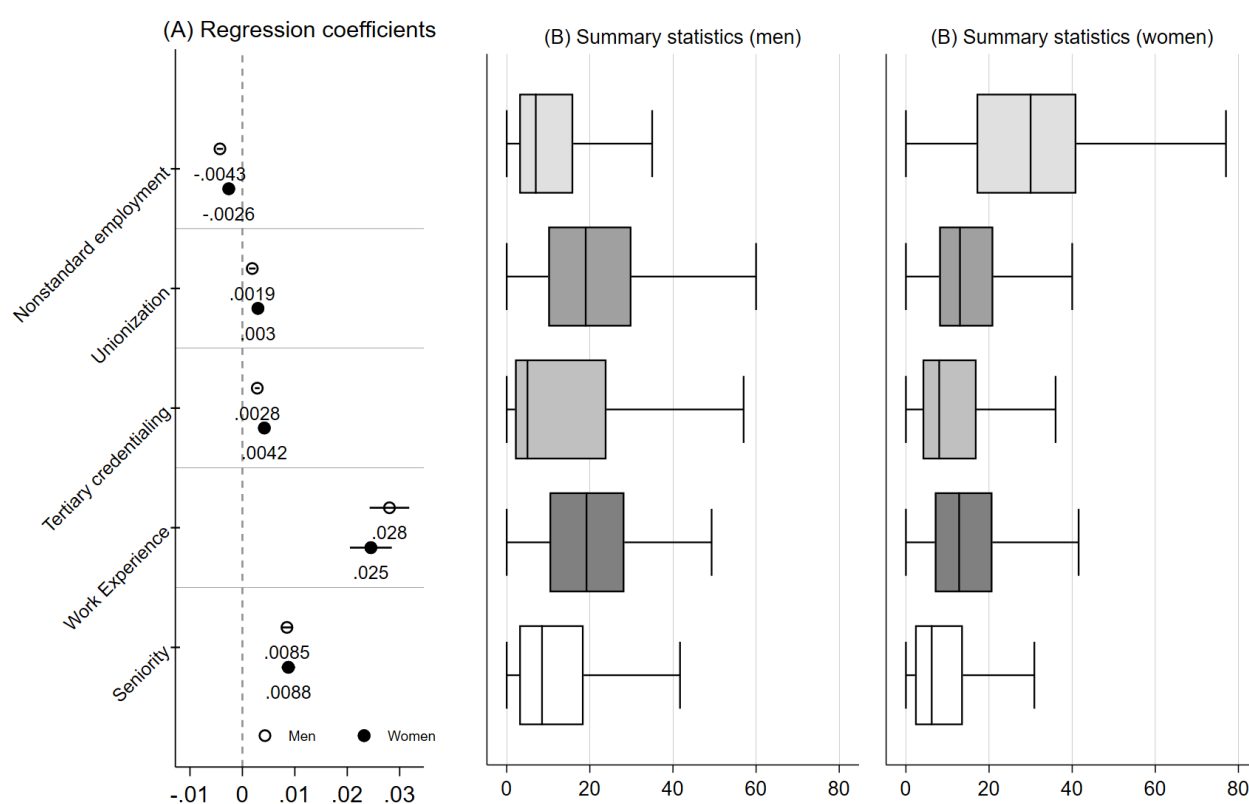 (A) Regression coefficients
Nonstandard employment
Unionization
Tertiary credentialing
Work Experience
Seniority
-.0043
-.0026
.0019
.003
.0028
.0042
.028
.025
.0085
.0088
Men
Women
-.01 0 .01 .02 .03
(B) Summary statistics (men)
0 20 40 60 80
(B) Summary statistics (women)
0 20 40 60 80